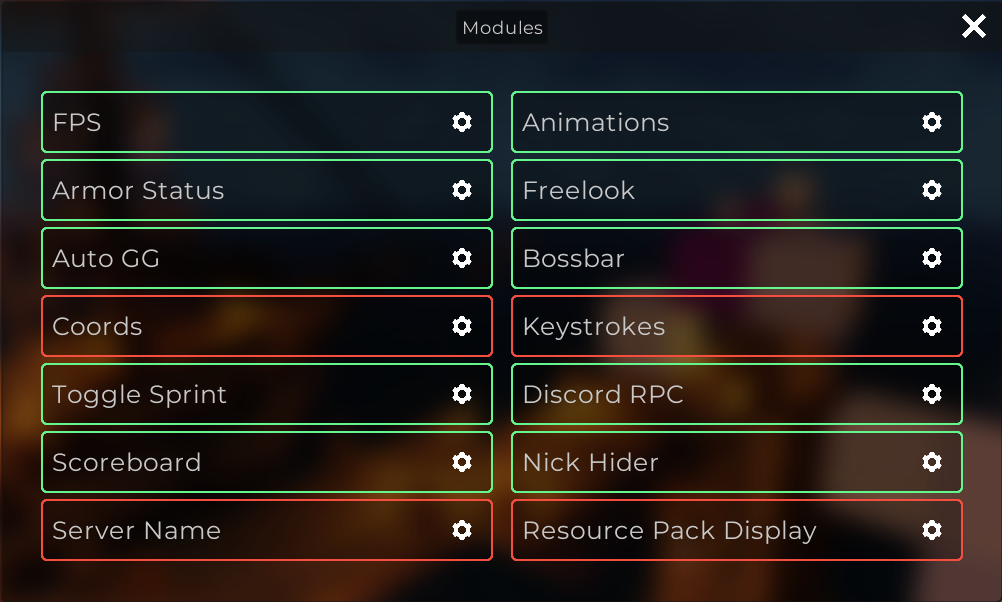 Modules
FPS
Animations
Armor Status
Freelook
Auto GG
Bossbar
Coords
Keystrokes
Toggle Sprint
Discord RPC
Scoreboard
Nick Hider
Server Name
Resource Pack Display